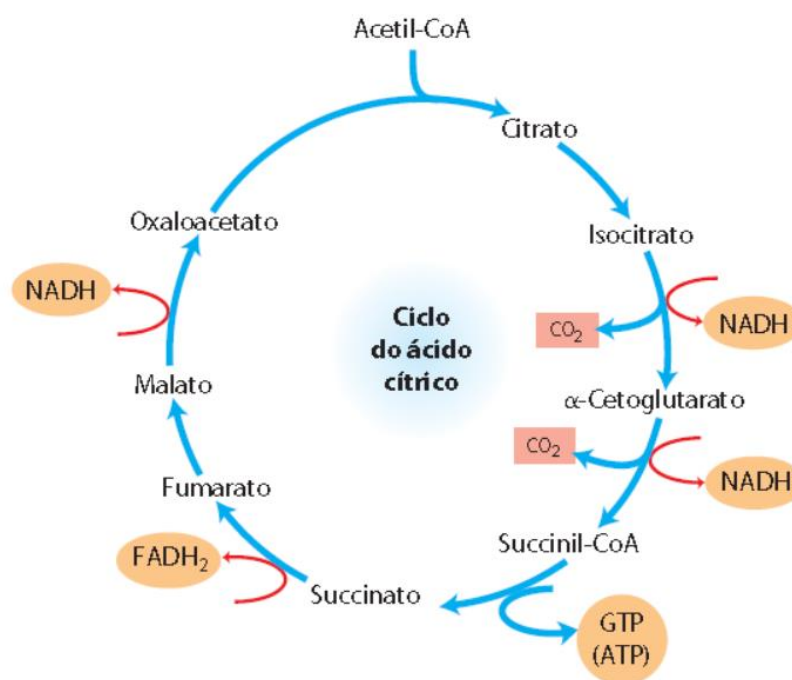 Acetil-CoA
Citrato
Isocitrato
NADH
CO₂
α-Cetoglutarato
CO₂
NADH
Succinil-CoA
GTP
(ATP)
Succinato
FADH₂
Fumarato
Malato
NADH
Oxaloacetato
Ciclo
do ácido
cítrico